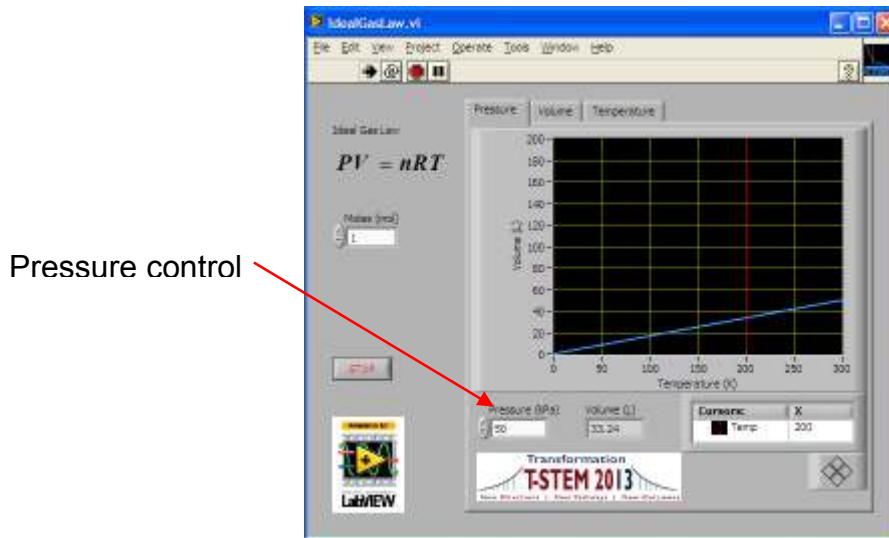 IdealGasLaw.vi
File Edit View Project Operate Tools Window Help
Pressure Volume Temperature
Ideal Gas Law
PV = nRT
Moles (mol)
1
Pressure control
STOP
Volume (L)
200
180
160
140
120
100
80
60
40
20
0
0 50 100 150 200 250 300
Temperature (K)
Pressure (kPa) Volume (L) Cursors: X
50 33.24 Temp 200
Transformation
T-STEM 2013
LabVIEW